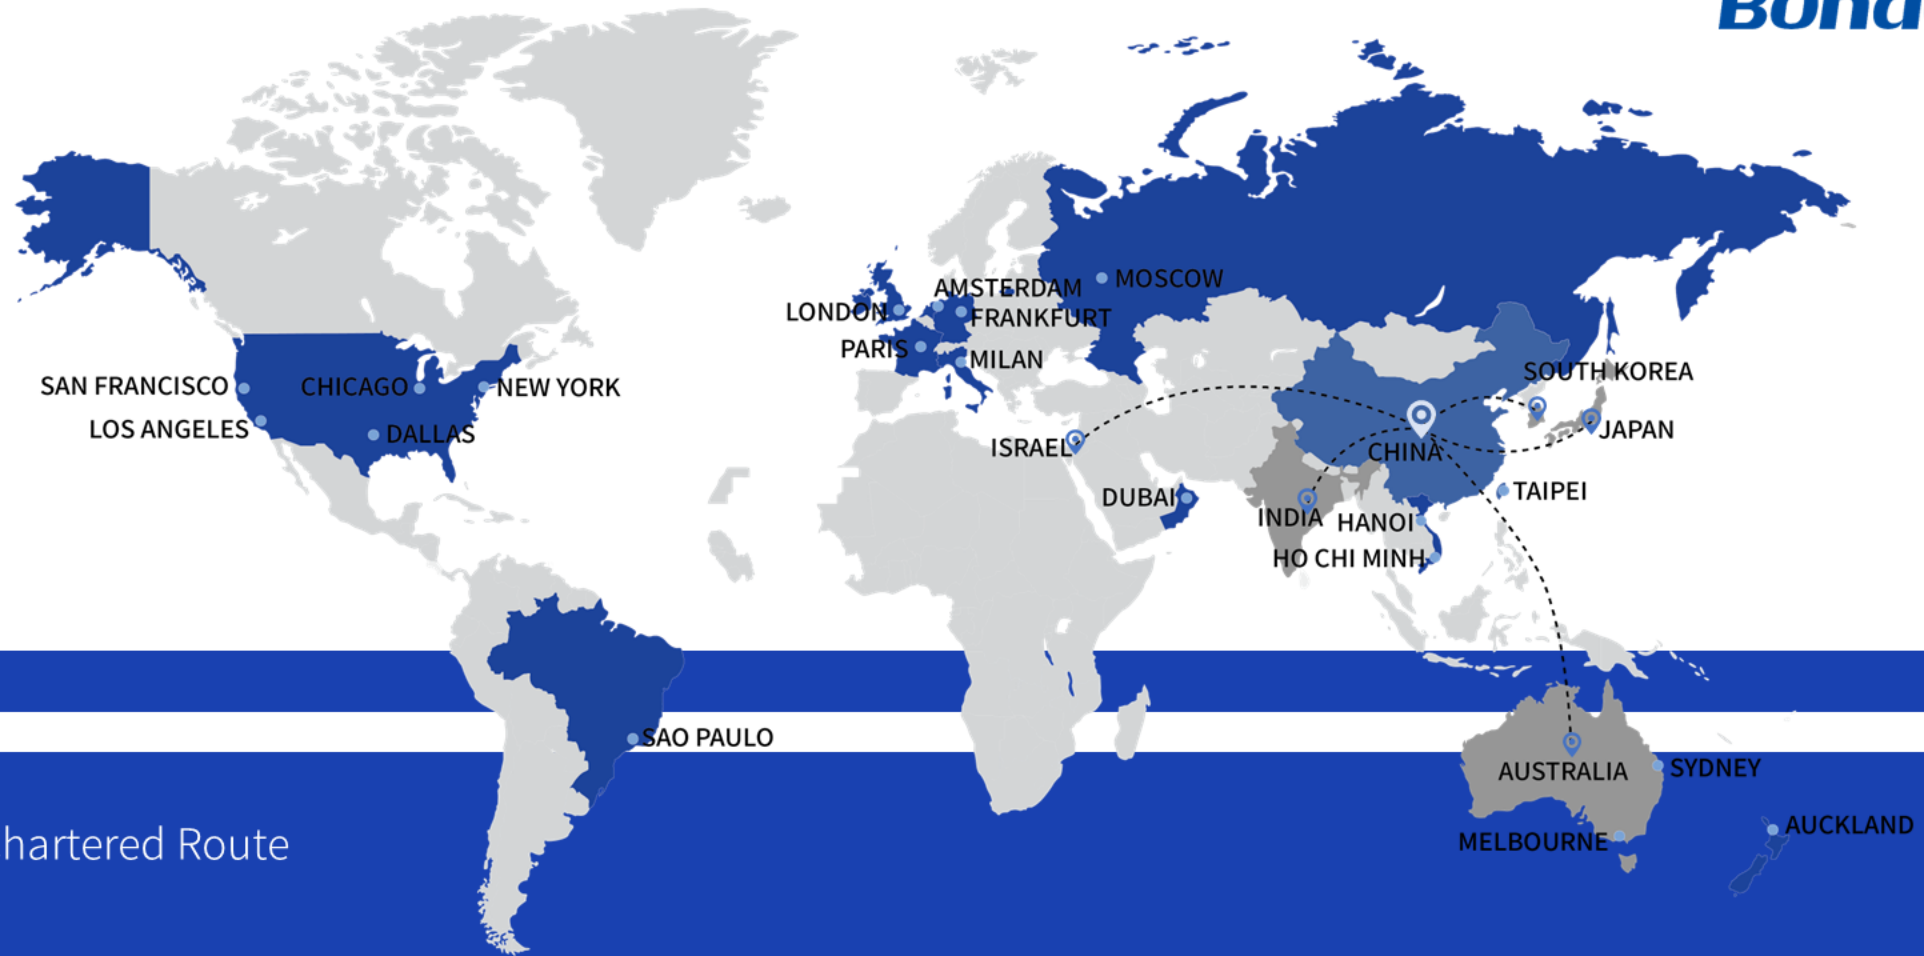 Bond
AMSTERDAM
MOSCOW
LONDON
FRANKFURT
PARIS
MILAN
SOUTH KOREA
SAN FRANCISCO
CHICAGO
NEW YORK
LOS ANGELES
DALLAS
JAPAN
ISRAEL
CHINA
DUBAI
TAIPEI
INDIA
HANOI
HO CHI MINH
SAO PAULO
AUSTRALIA
SYDNEY
AUCKLAND
MELBOURNE
hartered Route